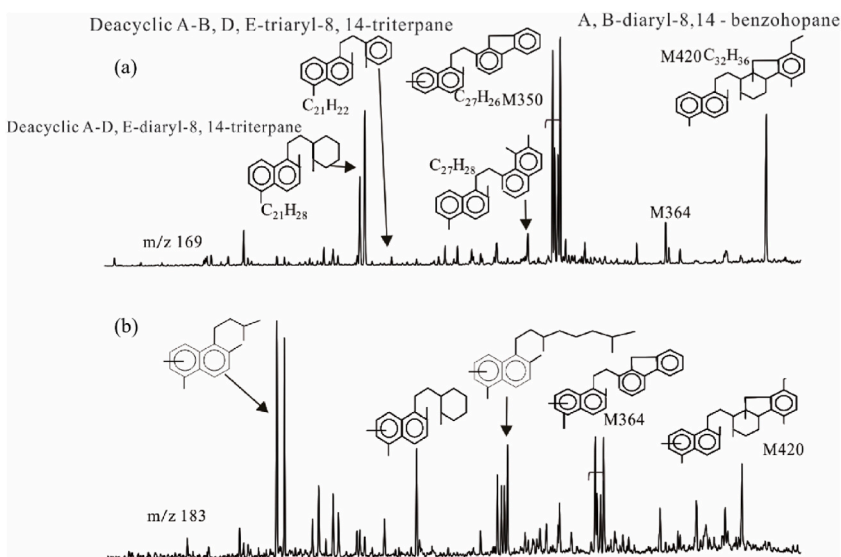 Deacyclic A-B, D, E-triaryl-8, 14-triterpane
A, B-diaryl-8,14 - benzohopane
(a)
M420C32H36
C21H22
C27H26M350
Deacyclic A-D, E-diaryl-8, 14-triterpane
C27H28
C21H28
M364
m/z 169
(b)
M364
M420
m/z 183